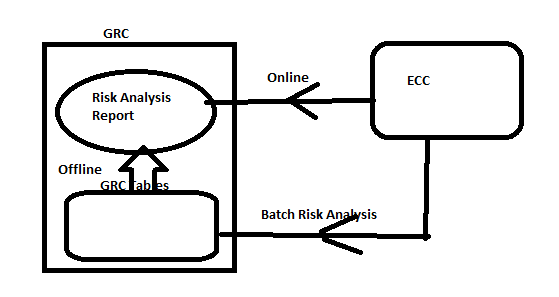 GRC
Online
ECC
Risk Analysis
Report
Offline
GRC Tables
Batch Risk Analysis